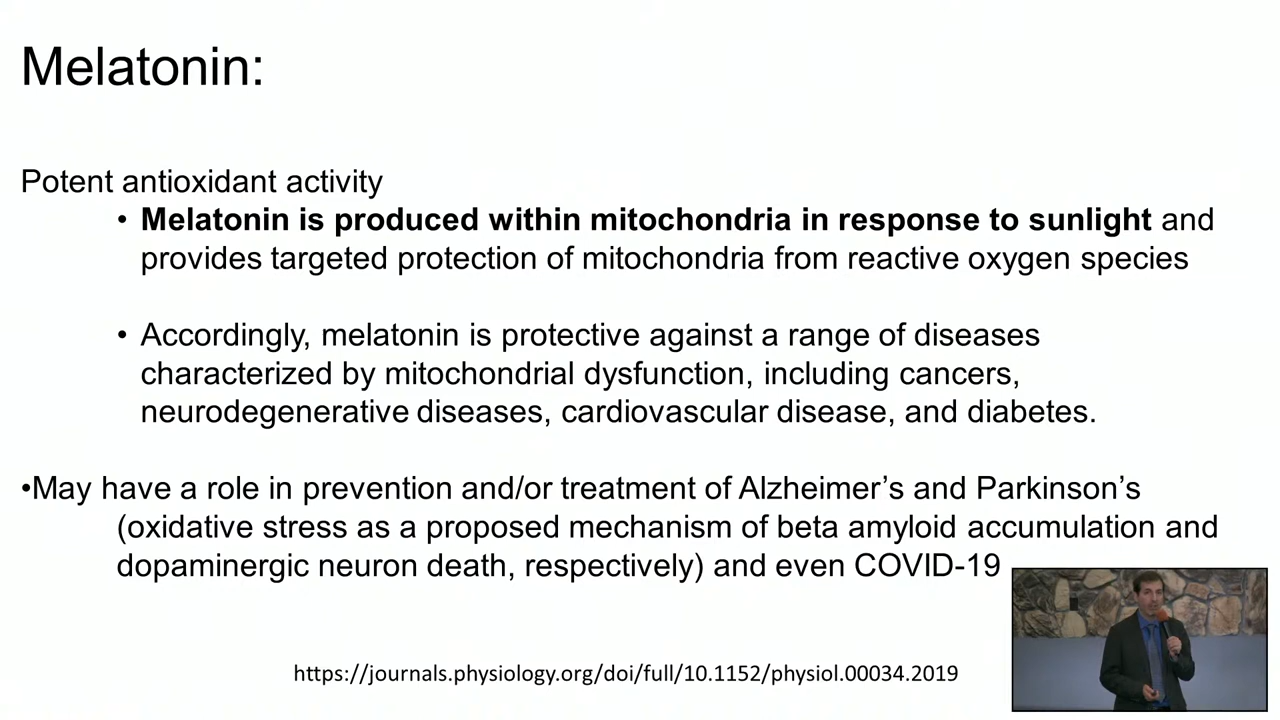 Melatonin:
Potent antioxidant activity
• Melatonin is produced within mitochondria in response to sunlight and
provides targeted protection of mitochondria from reactive oxygen species
• Accordingly, melatonin is protective against a range of diseases
characterized by mitochondrial dysfunction, including cancers,
neurodegenerative diseases, cardiovascular disease, and diabetes.
•May have a role in prevention and/or treatment of Alzheimer’s and Parkinson’s
(oxidative stress as a proposed mechanism of beta amyloid accumulation and
dopaminergic neuron death, respectively) and even COVID-19
https://journals.physiology.org/doi/full/10.1152/physiol.00034.2019